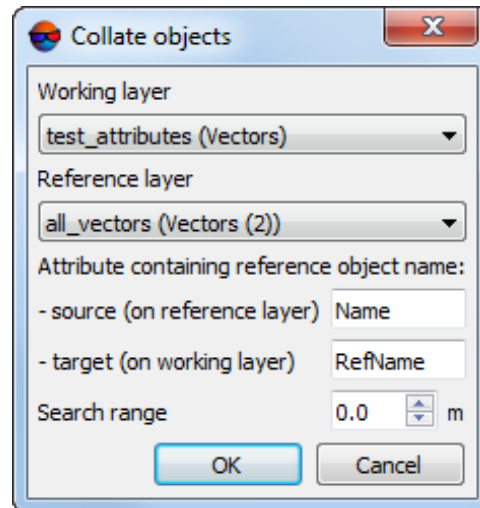 Collate objects
Working layer
test_attributes (Vectors)
Reference layer
all_vectors (Vectors (2))
Attribute containing reference object name:
- source (on reference layer) Name
- target (on working layer) RefName
Search range 0.0 m
OK Cancel